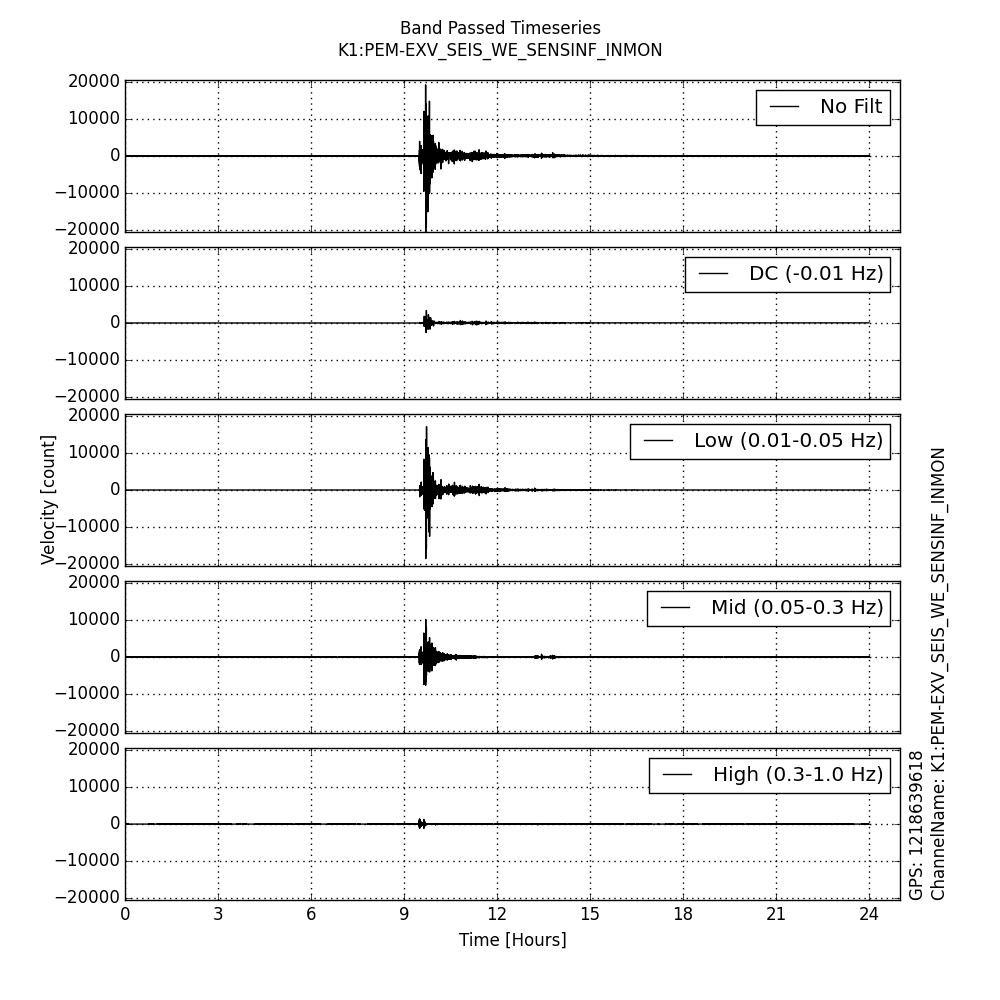 Band Passed Timeseries
K1:PEM-EXV_SEIS_WE_SENSINF_INMON
20000
10000
0
−10000
−20000
No Filt
20000
10000
0
−10000
−20000
DC (-0.01 Hz)
20000
10000
0
−10000
−20000
Low (0.01-0.05 Hz)
Velocity [count]
20000
10000
0
−10000
−20000
Mid (0.05-0.3 Hz)
20000
10000
0
−10000
−20000
High (0.3-1.0 Hz)
0 3 6 9 12 15 18 21 24
Time [Hours]
GPS: 1218639618
ChannelName: K1:PEM-EXV_SEIS_WE_SENSINF_INMON